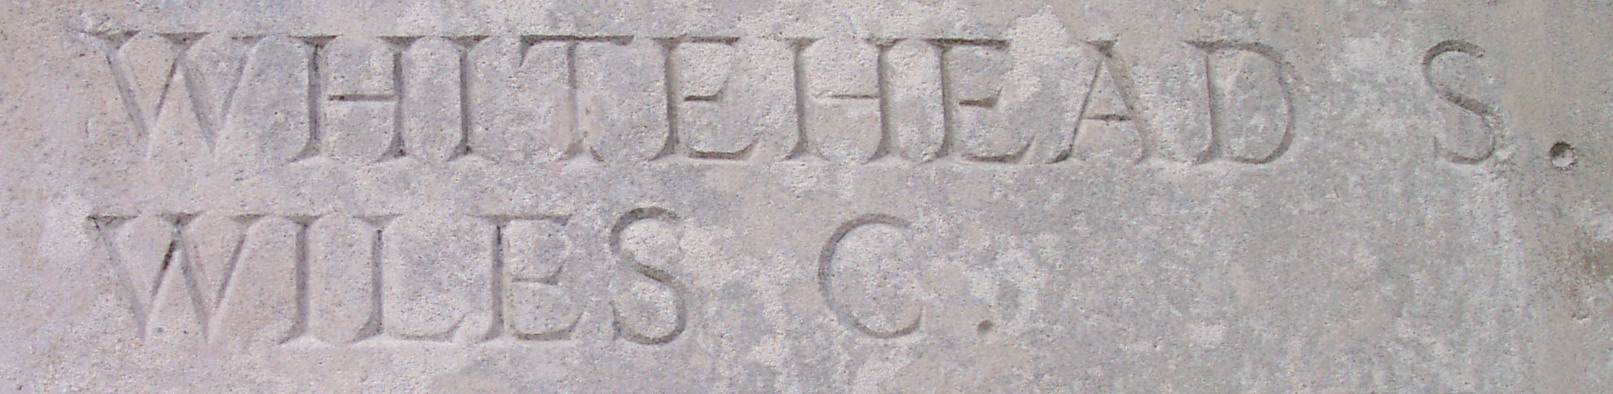 WHITEHEAD S.
WILES C.